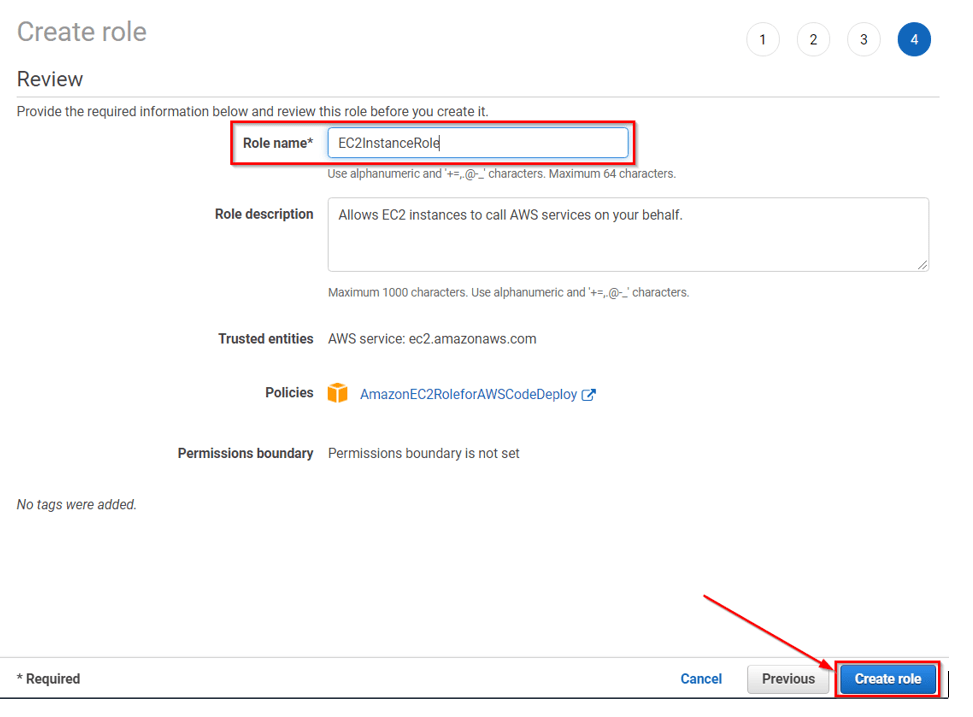 Create role
1 2 3 4
Review
Provide the required information below and review this role before you create it.
Role name* EC2InstanceRole
Use alphanumeric and '+=,.@-_' characters. Maximum 64 characters.
Role description Allows EC2 instances to call AWS services on your behalf.
Maximum 1000 characters. Use alphanumeric and '+=,.@-_' characters.
Trusted entities AWS service: ec2.amazonaws.com
Policies AmazonEC2RoleforAWSCodeDeploy
Permissions boundary Permissions boundary is not set
No tags were added.
* Required Cancel Previous Create role